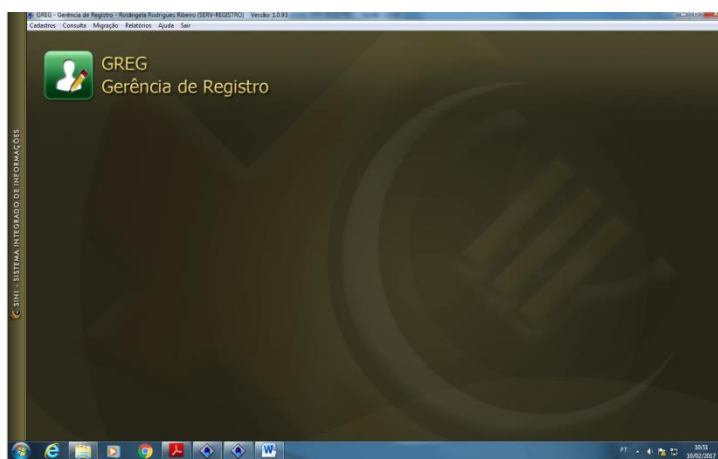 GREG - Gerência de Registro - Rosângela Rodrigues Ribeiro (SERV-REGISTRO) Versão 1.0.93
Cadastros Consulta Migração Relatórios Ajuda Sair
GREG
Gerência de Registro
SINI - SISTEMA INTEGRADO DE INFORMAÇÕES
PT
10:51
10/02/2017